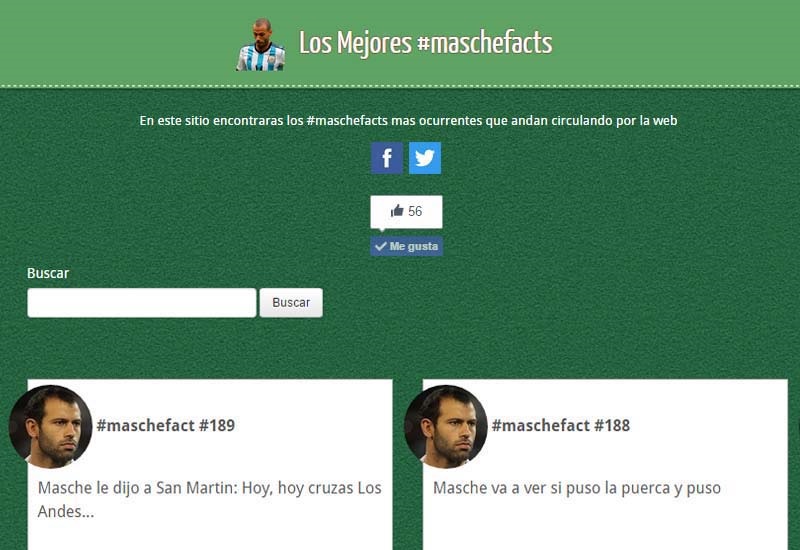 Los Mejores #maschefacts
En este sitio encontraras los #maschefacts mas ocurrentes que andan circulando por la web
56
Me gusta
Buscar
Buscar
#maschefact #189
Masche le dijo a San Martin: Hoy, hoy cruzas Los
Andes...
#maschefact #188
Masche va a ver si puso la puerca y puso